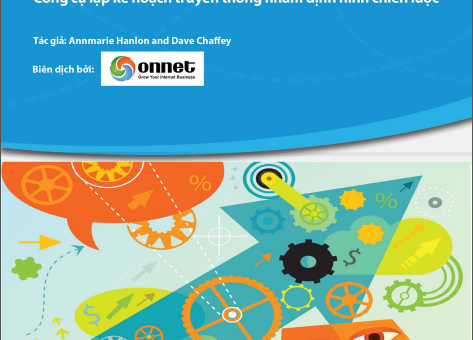 Công cụ lập kế hoạch truyền thông nhằm định hình chiến lược
Tác giả: Annmarie Hanlon and Dave Chaffey
Biên dịch bởi:
onnet
Grow Your Internet Business
%
%
$
$